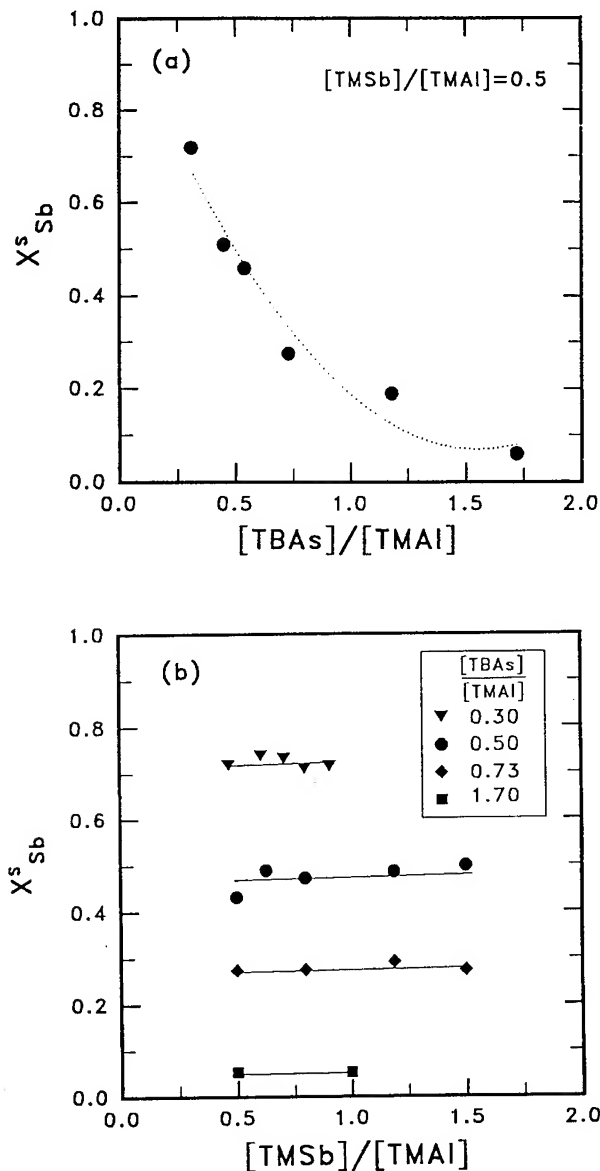 (a)
[TMSb]/[TMAl]=0.5
1.0
0.8
0.6
0.4
0.2
0.0
X^s_Sb
0.0 0.5 1.0 1.5 2.0
[TBAs]/[TMAl]
(b)
[TBAs]
[TMAl]
▼ 0.30
● 0.50
◆ 0.73
■ 1.70
1.0
0.8
0.6
0.4
0.2
0.0
X^s_Sb
0.0 0.5 1.0 1.5 2.0
[TMSb]/[TMAl]